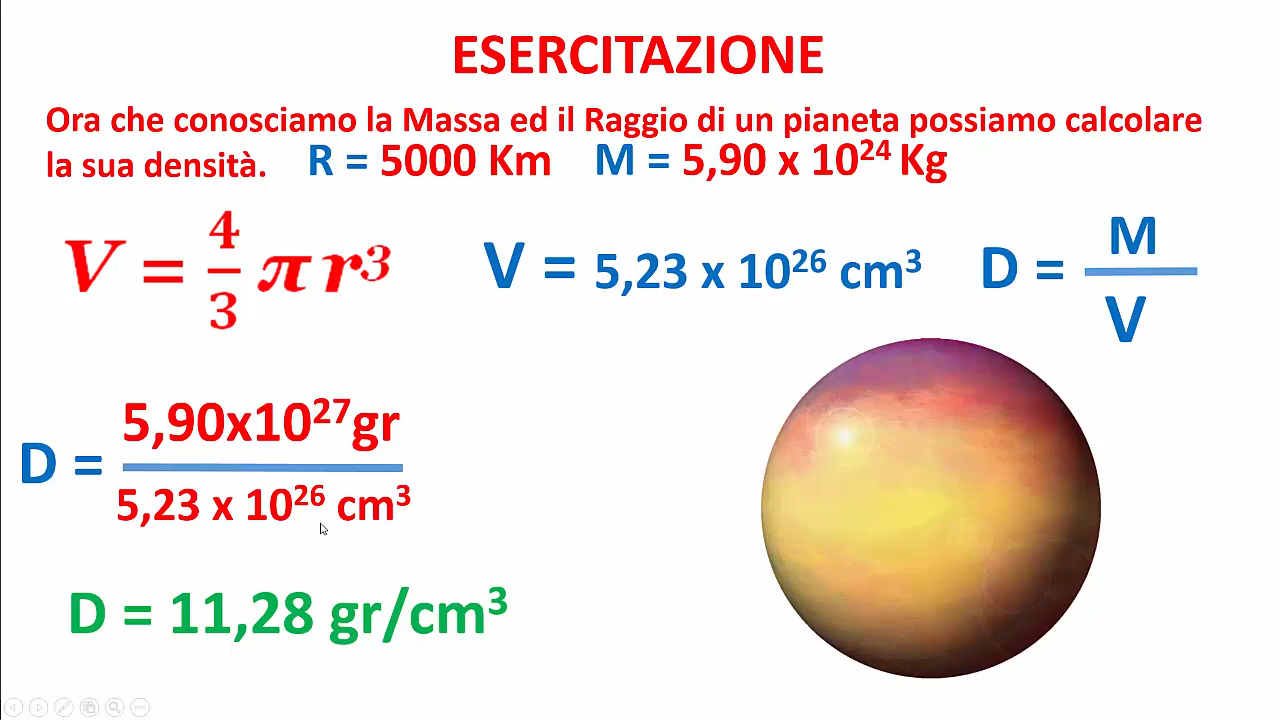 ESERCITAZIONE
Ora che conosciamo la Massa ed il Raggio di un pianeta possiamo calcolare
la sua densità. R = 5000 Km M = 5,90 x 10²⁴ Kg
V = 4/3 π r³
V = 5,23 x 10²⁶ cm³
D = M/V
D = 5,90x10²⁷gr / 5,23 x 10²⁶ cm³
D = 11,28 gr/cm³